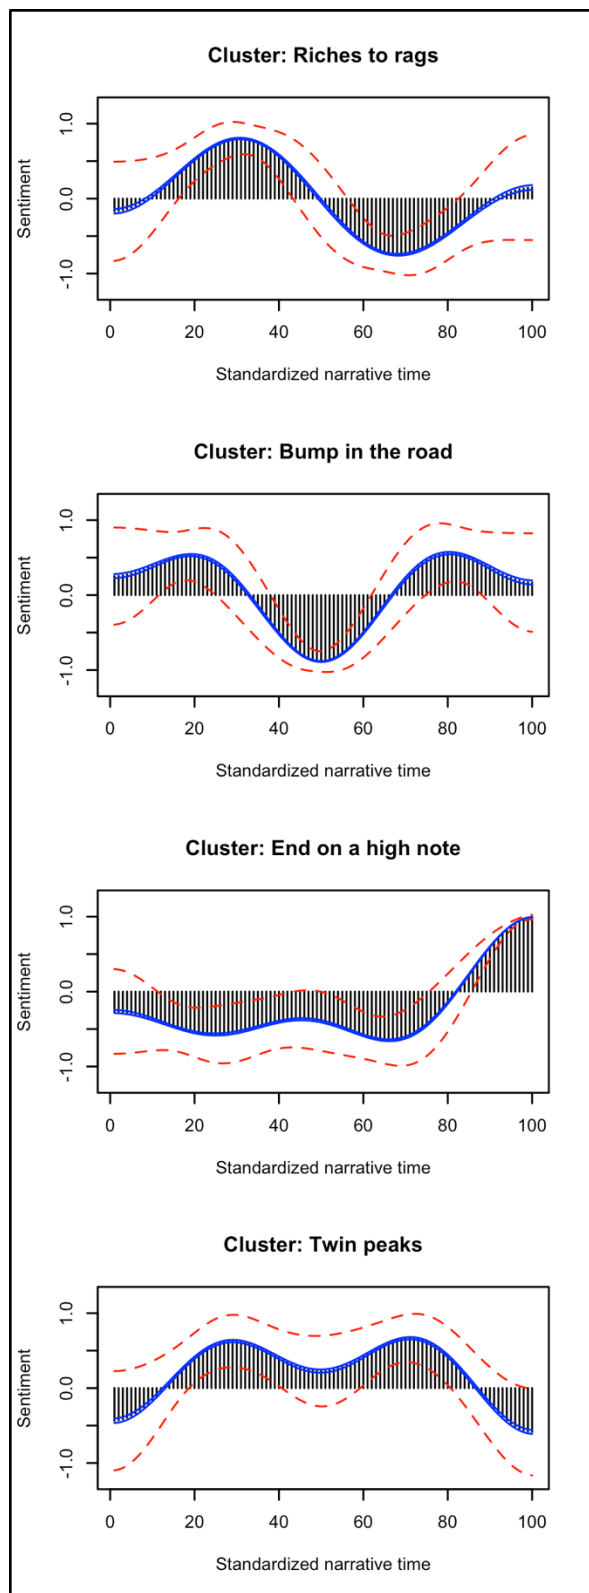 Cluster: Riches to rags
1.0
0.0
-1.0
Sentiment
0 20 40 60 80 100
Standardized narrative time
Cluster: Bump in the road
1.0
0.0
-1.0
Sentiment
0 20 40 60 80 100
Standardized narrative time
Cluster: End on a high note
1.0
0.0
-1.0
Sentiment
0 20 40 60 80 100
Standardized narrative time
Cluster: Twin peaks
1.0
0.0
-1.0
Sentiment
0 20 40 60 80 100
Standardized narrative time